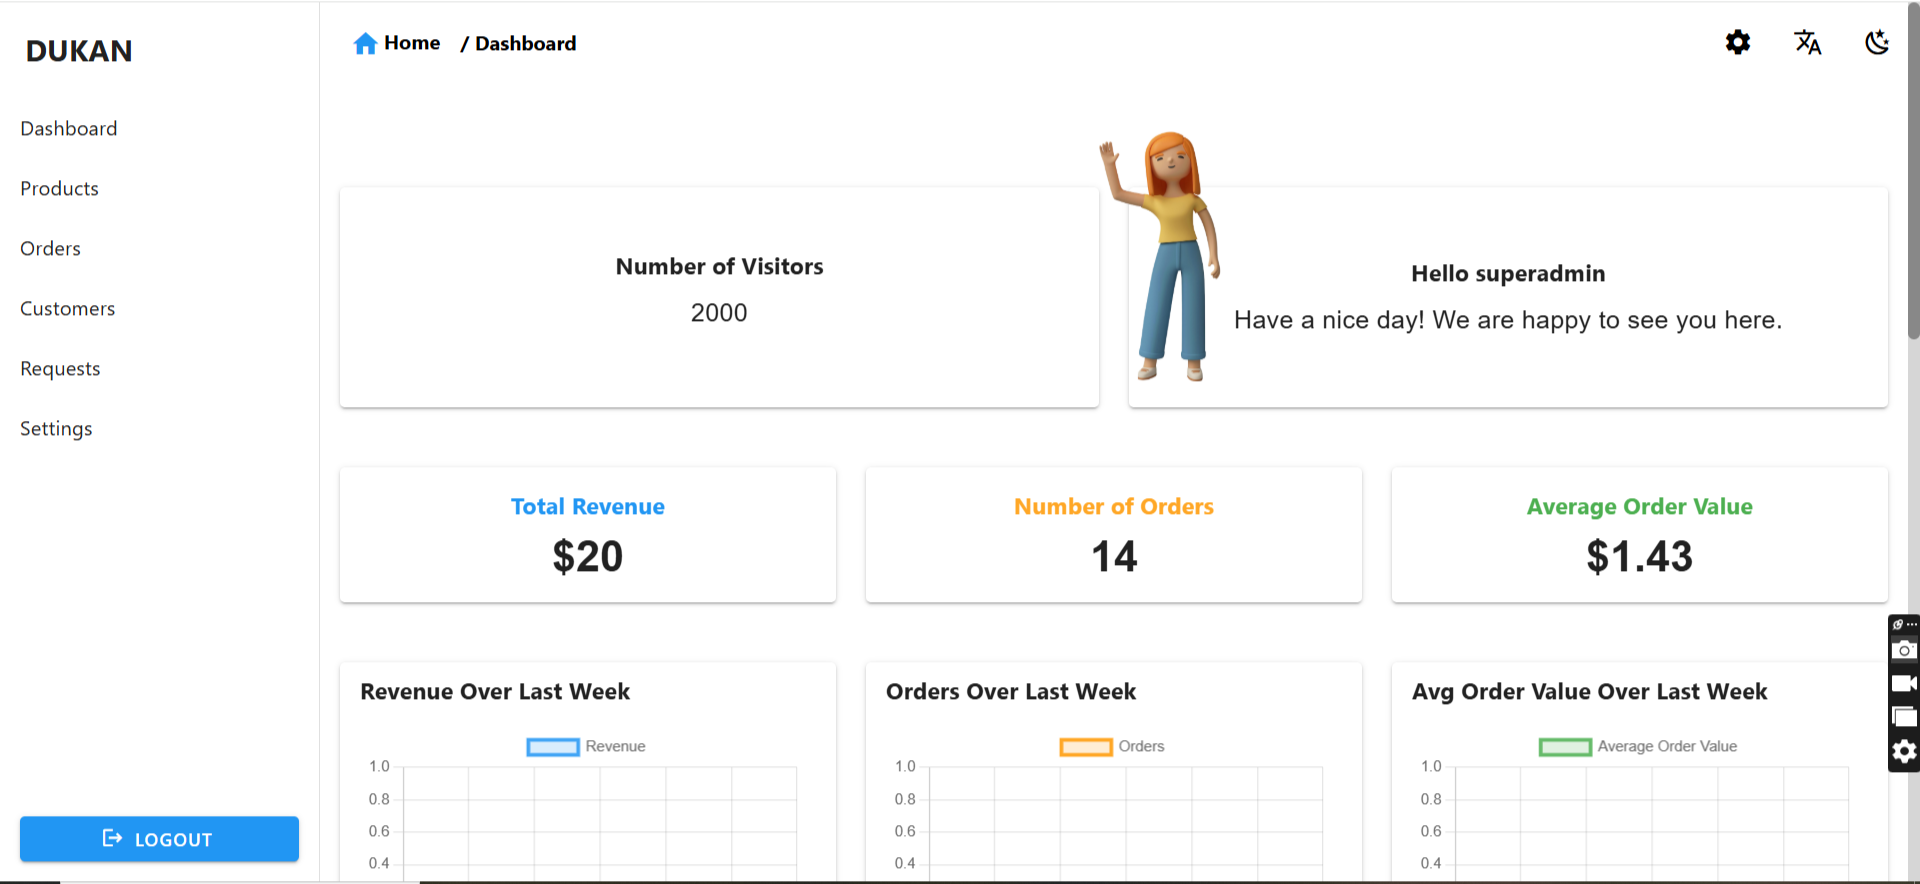 DUKAN
Dashboard
Products
Orders
Customers
Requests
Settings
LOGOUT
Home / Dashboard
Number of Visitors
2000
Hello superadmin
Have a nice day! We are happy to see you here.
Total Revenue
$20
Number of Orders
14
Average Order Value
$1.43
Revenue Over Last Week
Revenue
1.0
0.8
0.6
0.4
Orders Over Last Week
Orders
1.0
0.8
0.6
0.4
Avg Order Value Over Last Week
Average Order Value
1.0
0.8
0.6
0.4